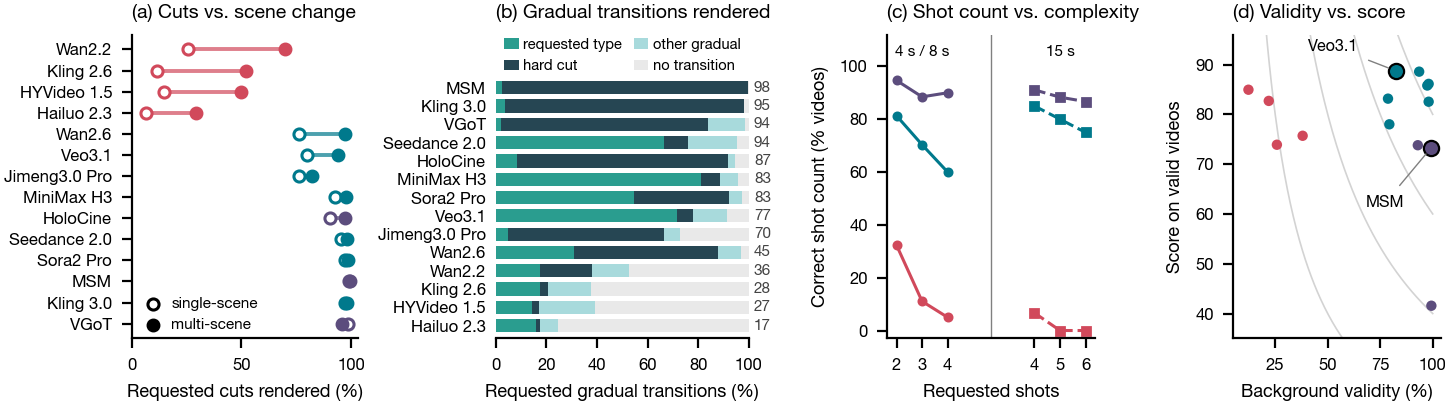 (a) Cuts vs. scene change
Wan2.2
Kling 2.6
HYVideo 1.5
Hailuo 2.3
Wan2.6
Veo3.1
Jimeng3.0 Pro
MiniMax H3
HoloCine
Seedance 2.0
Sora2 Pro
MSM
Kling 3.0
VGoT
single-scene
multi-scene
0 50 100
Requested cuts rendered (%)
(b) Gradual transitions rendered
requested type other gradual
hard cut no transition
MSM 98
Kling 3.0 95
VGoT 94
Seedance 2.0 94
HoloCine 87
MiniMax H3 83
Sora2 Pro 83
Veo3.1 77
Jimeng3.0 Pro 70
Wan2.6 45
Wan2.2 36
Kling 2.6 28
HYVideo 1.5 27
Hailuo 2.3 17
0 20 40 60 80 100
Requested gradual transitions (%)
(c) Shot count vs. complexity
4 s / 8 s 15 s
Correct shot count (% videos)
100
80
60
40
20
0
2 3 4 4 5 6
Requested shots
(d) Validity vs. score
Veo3.1
MSM
Score on valid videos
90
80
70
60
50
40
25 50 75 100
Background validity (%)